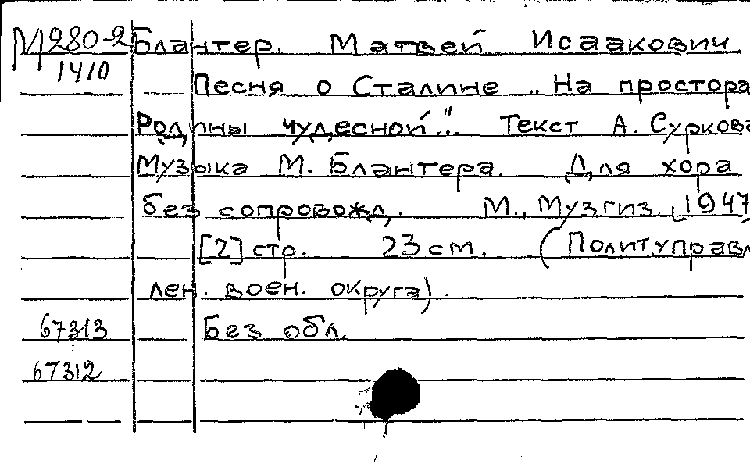 М280-2 Блантер. Матвей Исаакович
1410
Песня о Сталине "На простора
Родины чудесной". Текст А. Суркова
Музыка М. Блантера. Для хора
без сопровожд. М., Музгиз, [1947
[2] стр. 23 см. (Политуправл
лен. воен. округа).
67313 Без обл.
67312